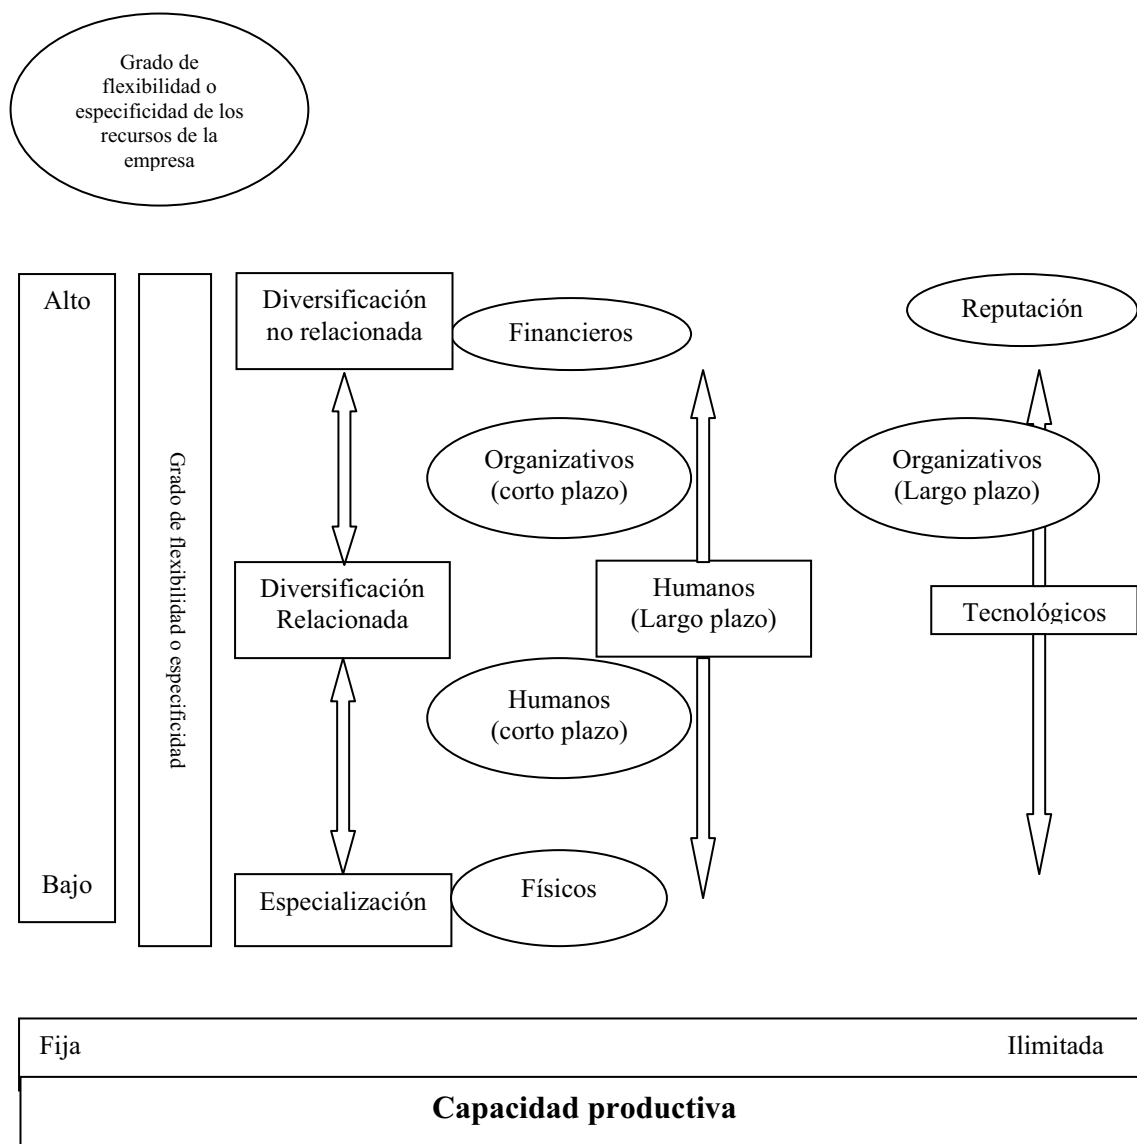 Grado de
flexibilidad o
especificidad de los
recursos de la
empresa
Alto
Bajo
Grado de flexibilidad o especificidad
Diversificación
no relacionada
Financieros
Reputación
Organizativos
(corto plazo)
Organizativos
(Largo plazo)
Diversificación
Relacionada
Humanos
(Largo plazo)
Tecnológicos
Humanos
(corto plazo)
Especialización
Físicos
Fija
Ilimitada
Capacidad productiva